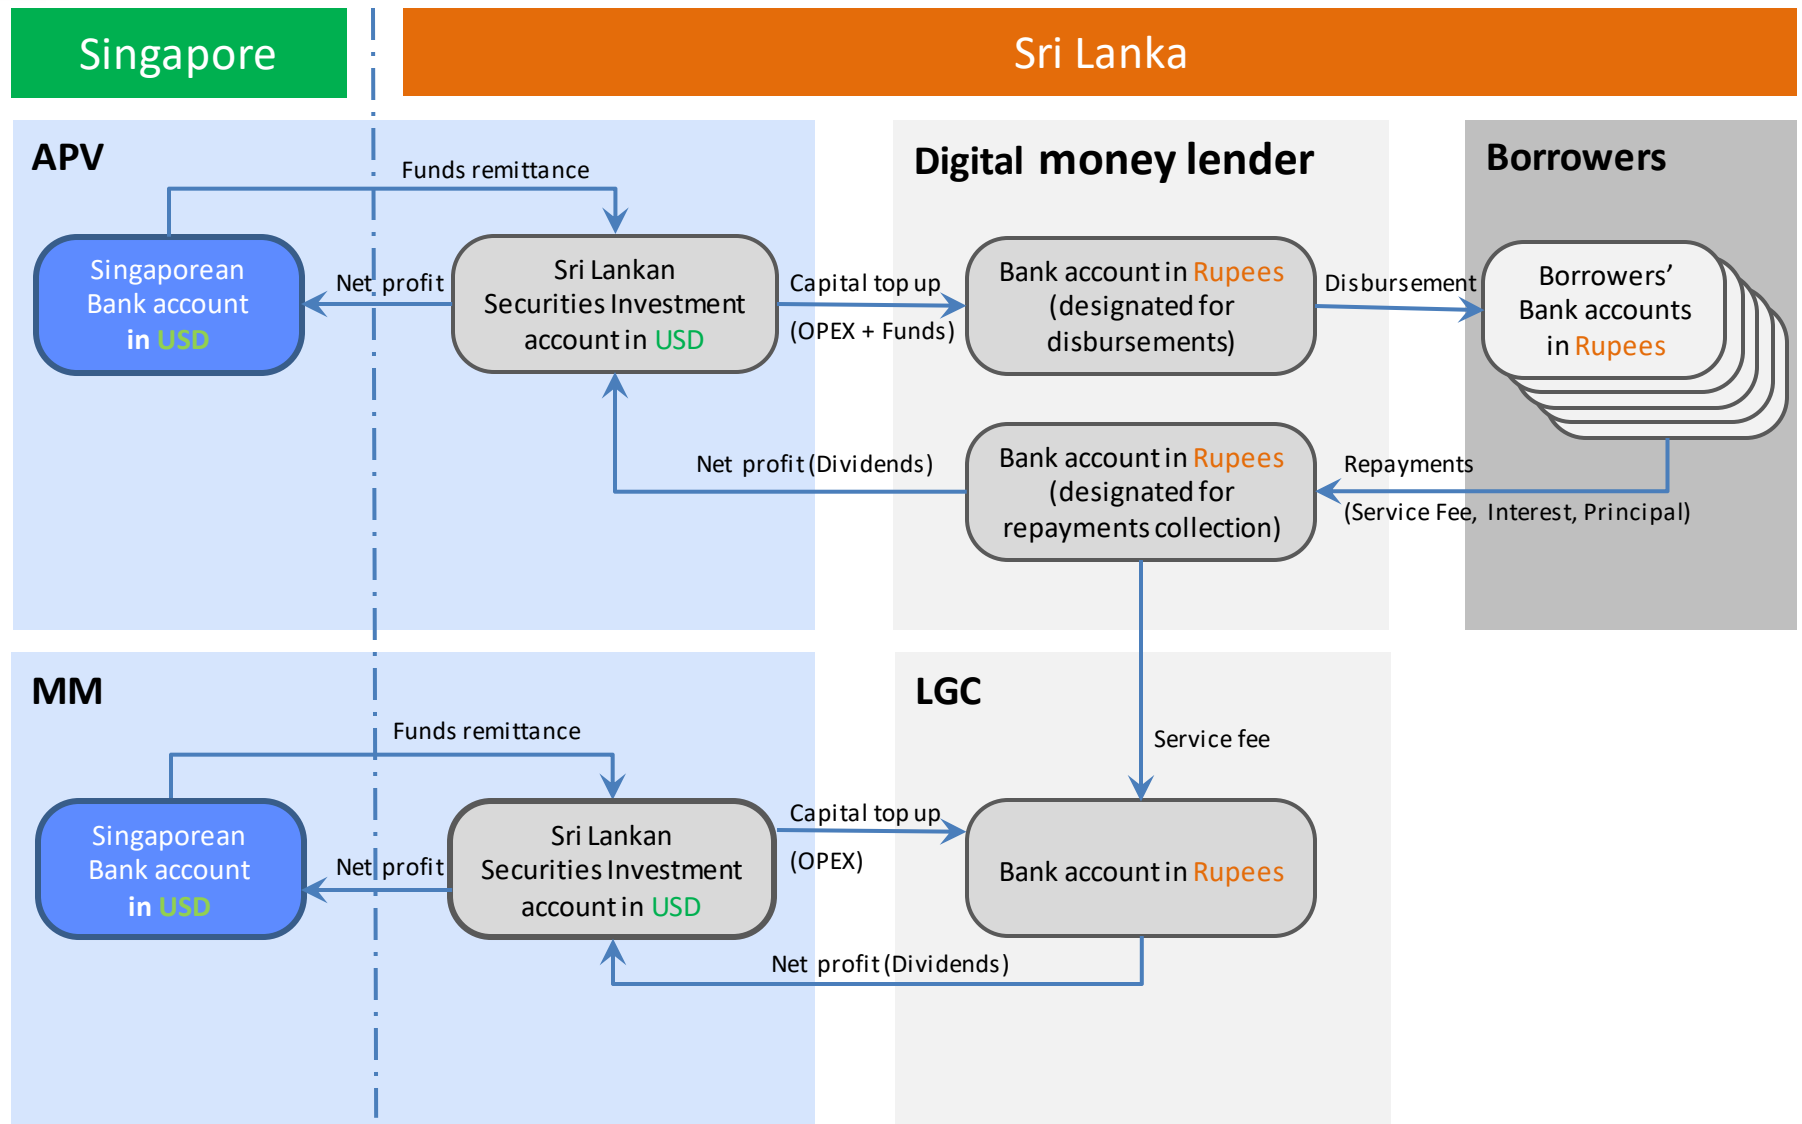 Singapore
Sri Lanka
APV
Funds remittance
Singaporean
Bank account
in USD
Net profit
Sri Lankan
Securities Investment
account in USD
Capital top up
(OPEX + Funds)
Net profit (Dividends)
Digital money lender
Bank account in Rupees
(designated for
disbursements)
Disbursement
Bank account in Rupees
(designated for
repayments collection)
Borrowers
Borrowers’
Bank accounts
in Rupees
Repayments
(Service Fee, Interest, Principal)
MM
Funds remittance
Singaporean
Bank account
in USD
Net profit
Sri Lankan
Securities Investment
account in USD
Capital top up
(OPEX)
Net profit (Dividends)
LGC
Service fee
Bank account in Rupees